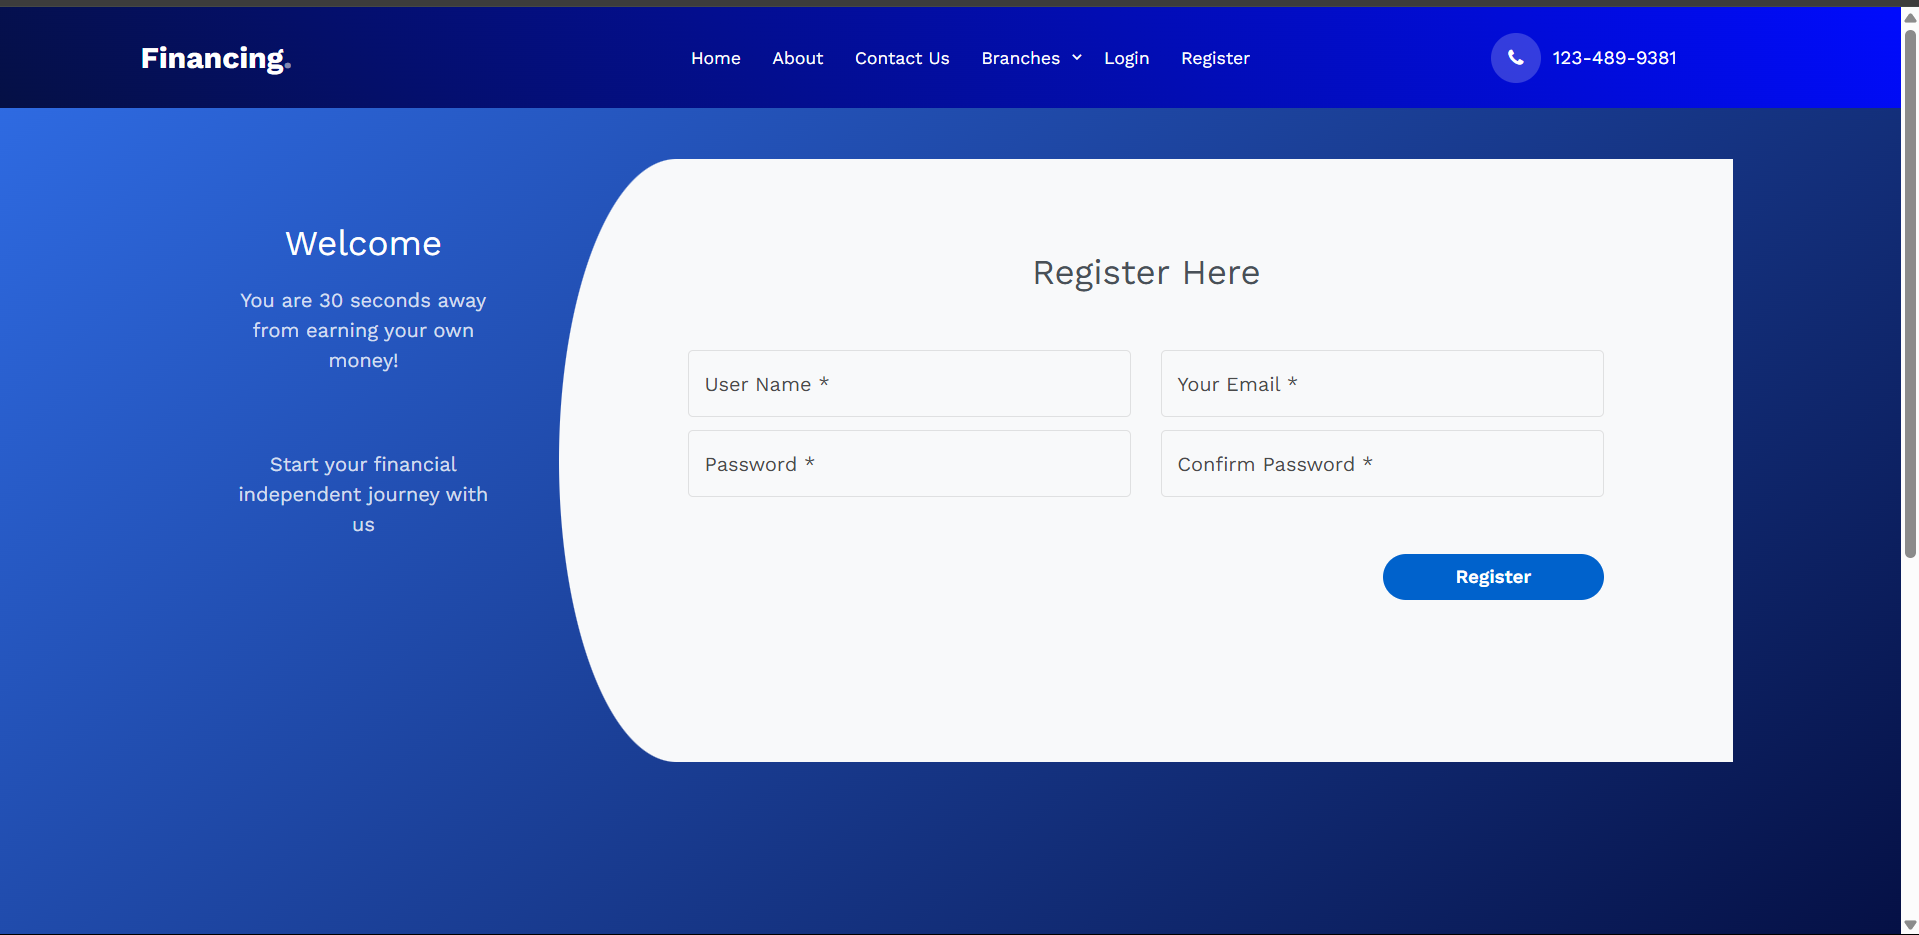 Financing.
Home About Contact Us Branches Login Register
123-489-9381
Welcome
You are 30 seconds away
from earning your own
money!
Start your financial
independent journey with
us
Register Here
User Name *
Your Email *
Password *
Confirm Password *
Register